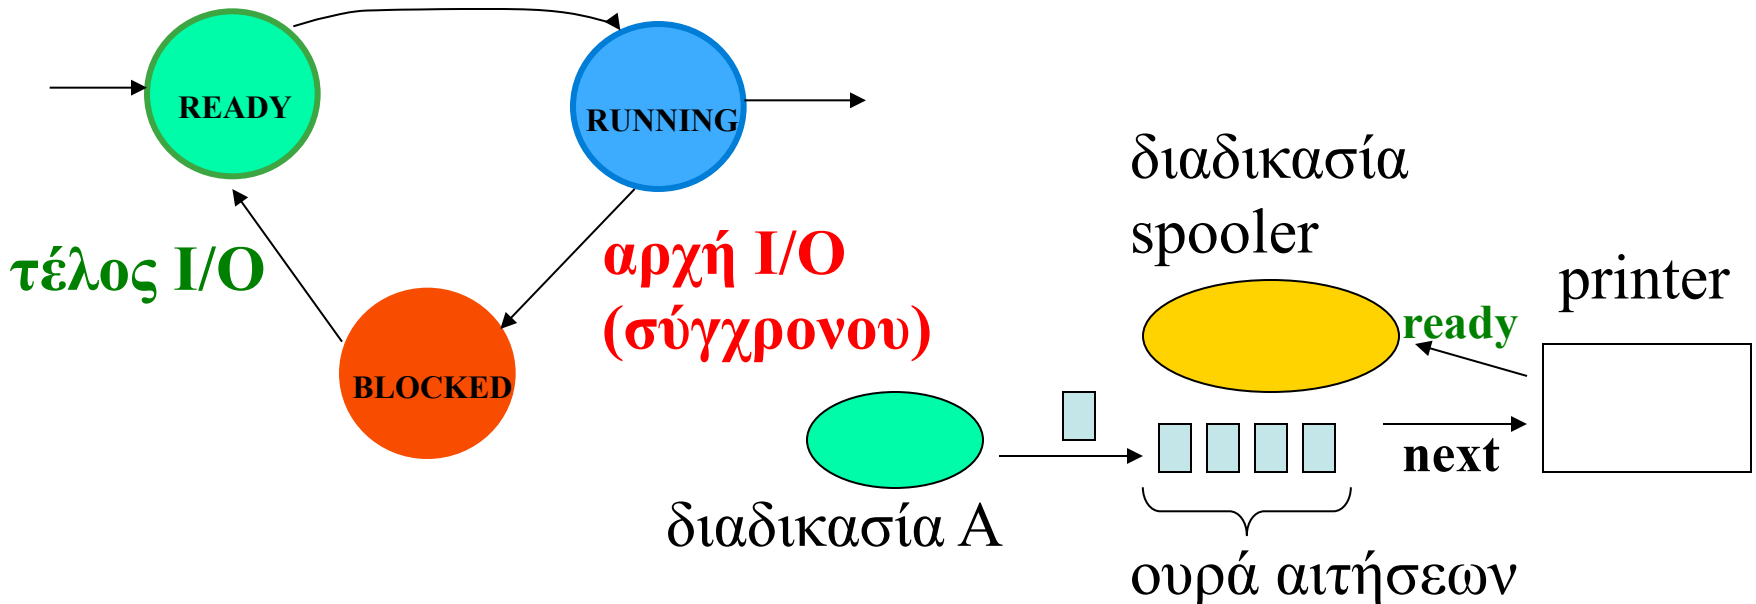 READY
RUNNING
τέλος I/O
αρχή I/O
(σύγχρονου)
BLOCKED
διαδικασία
spooler
printer
ready
next
διαδικασία A
ουρά αιτήσεων